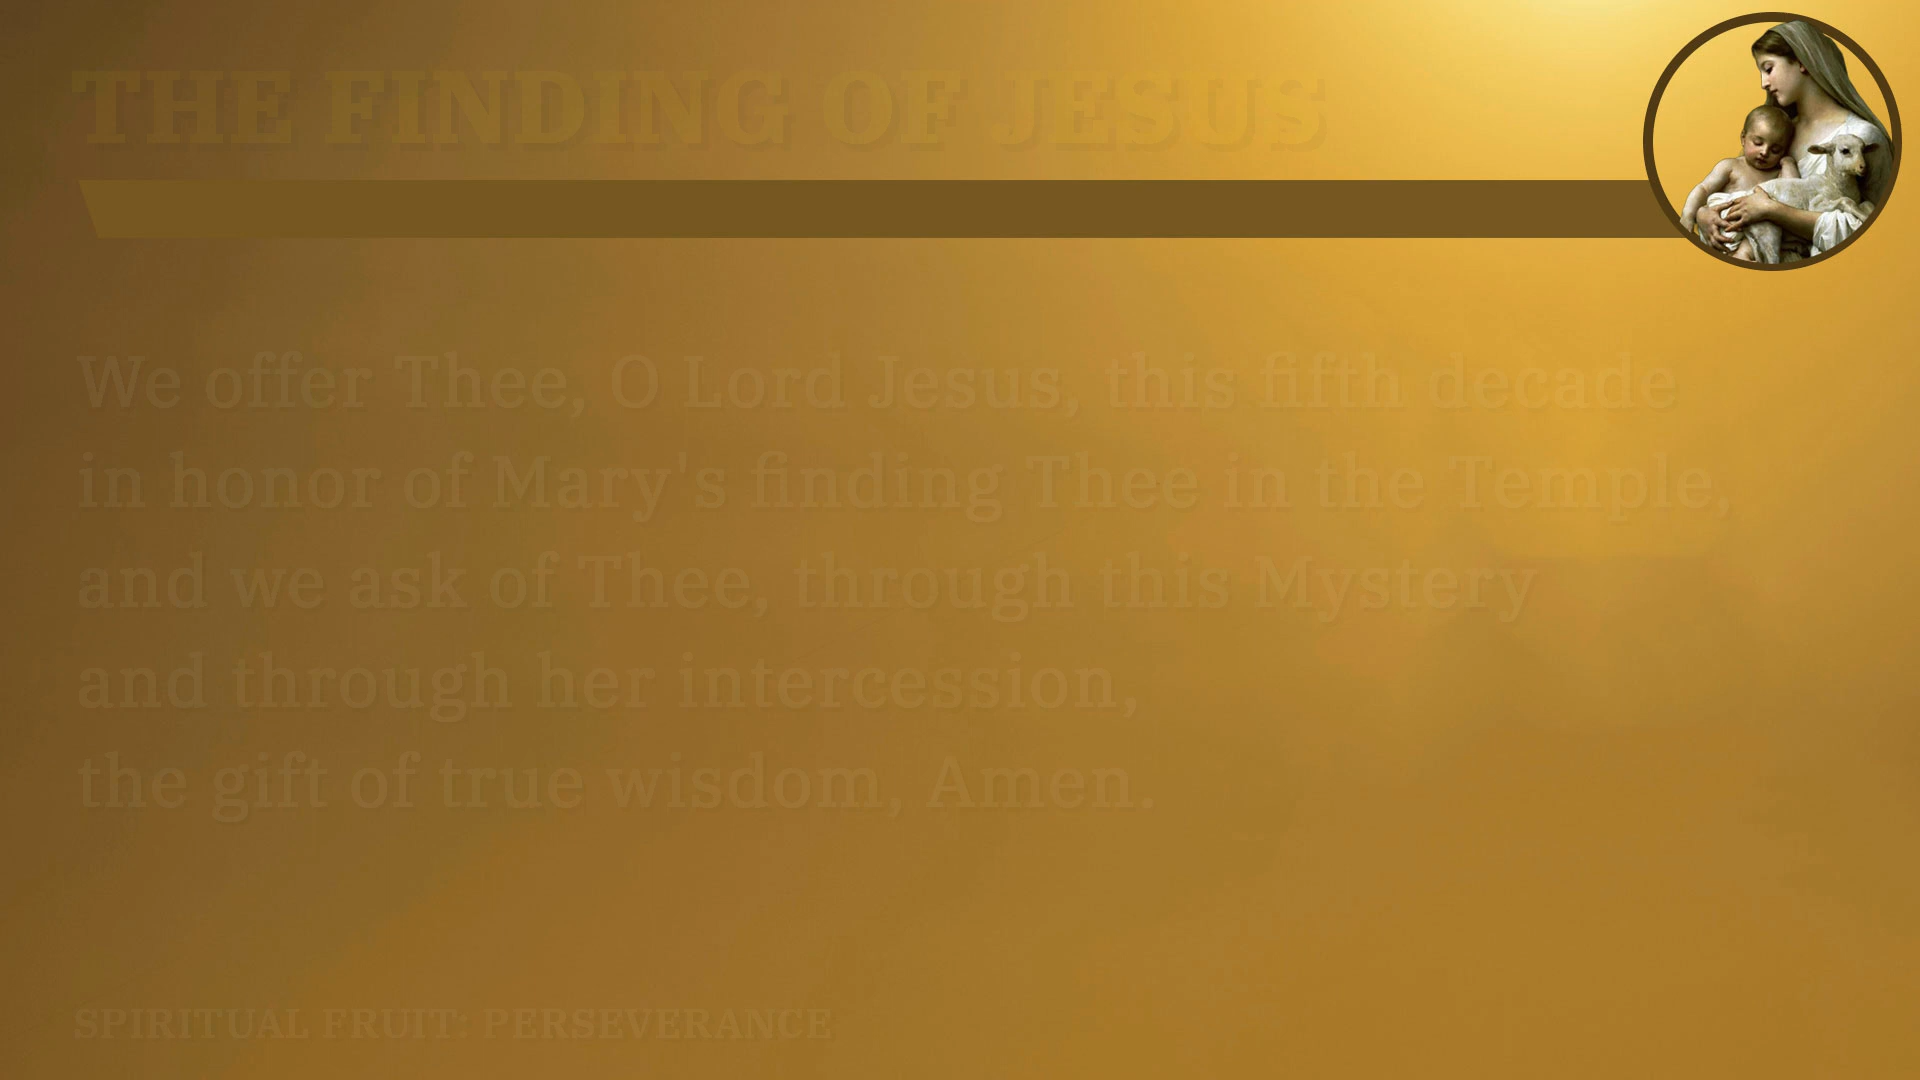 THE FINDING OF JESUS
We offer Thee, O Lord Jesus, this fifth decade
in honor of Mary's finding Thee in the Temple,
and we ask of Thee, through this Mystery
and through her intercession,
the gift of true wisdom, Amen.
SPIRITUAL FRUIT: PERSEVERANCE